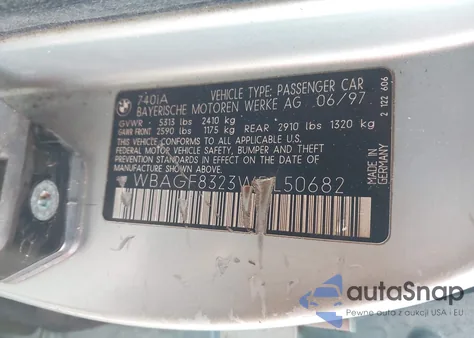 740iA VEHICLE TYPE: PASSENGER CAR
BAYERISCHE MOTOREN WERKE AG 06/97
GVWR 5313 lbs 2410 kg
GAWR FRONT 2590 lbs 1175 kg REAR 2910 lbs 1320 kg
THIS VEHICLE CONFORMS TO ALL APPLICABLE U.S.
FEDERAL MOTOR VEHICLE SAFETY, BUMPER AND THEFT
PREVENTION STANDARDS IN EFFECT ON THE DATE
OF MANUFACTURE SHOWN ABOVE.
MADE IN GERMANY
2 122 606
autoSnap
Pewne auta z aukcji USA - EU